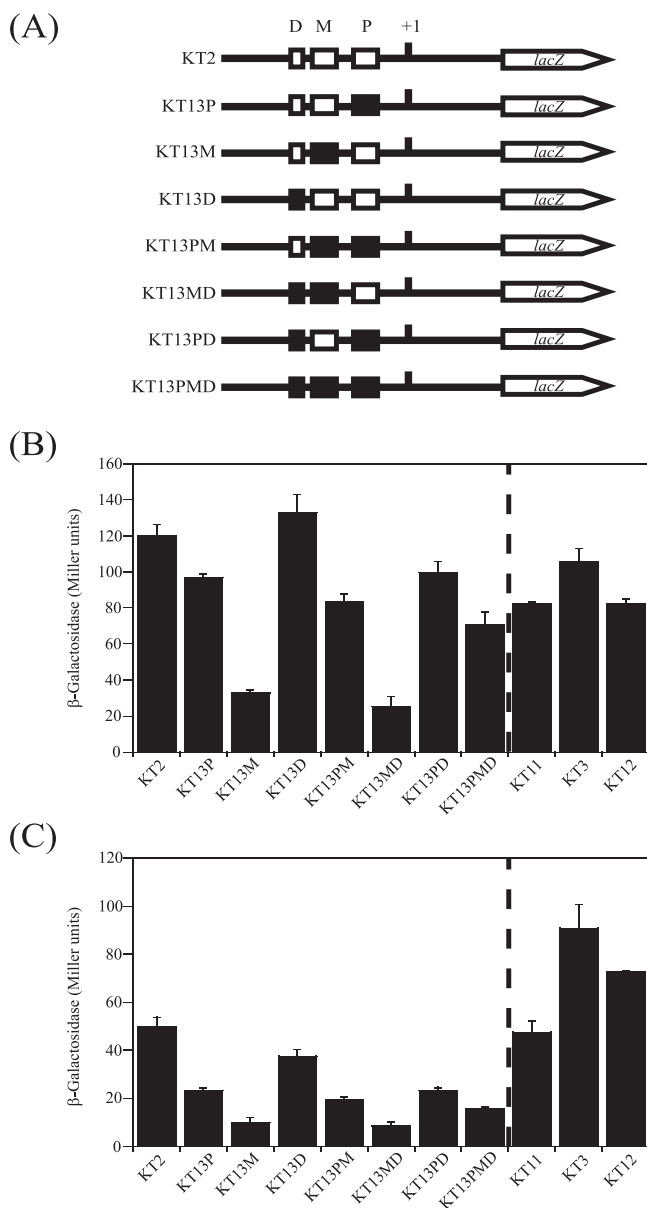 (A)
D M P +1
KT2 lacZ
KT13P lacZ
KT13M lacZ
KT13D lacZ
KT13PM lacZ
KT13MD lacZ
KT13PD lacZ
KT13PMD lacZ
(B)
β-Galactosidase (Miller units)
160
140
120
100
80
60
40
20
0
KT2 KT13P KT13M KT13D KT13PM KT13MD KT13PD KT13PMD KT11 KT3 KT12
(C)
β-Galactosidase (Miller units)
120
100
80
60
40
20
0
KT2 KT13P KT13M KT13D KT13PM KT13MD KT13PD KT13PMD KT11 KT3 KT12